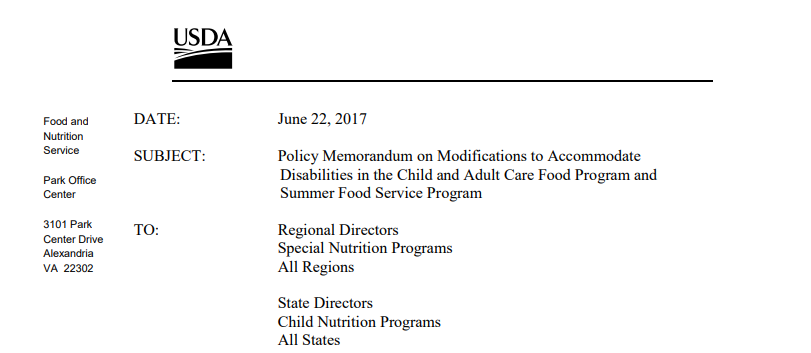 USDA
Food and
Nutrition
Service
Park Office
Center
3101 Park
Center Drive
Alexandria
VA 22302
DATE: June 22, 2017
SUBJECT: Policy Memorandum on Modifications to Accommodate
Disabilities in the Child and Adult Care Food Program and
Summer Food Service Program
TO: Regional Directors
Special Nutrition Programs
All Regions
State Directors
Child Nutrition Programs
All States